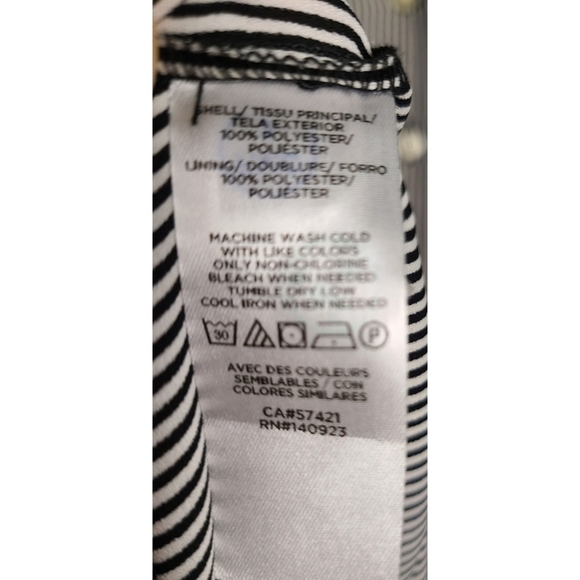 SHELL/ TISSU PRINCIPAL/
TELA EXTERIOR
100% POLYESTER/
POLIÉSTER
LINING/ DOUBLURE/ FORRO
100% POLYESTER/
POLIÉSTER
MACHINE WASH COLD
WITH LIKE COLORS
ONLY NON-CHLORINE
BLEACH WHEN NEEDED
TUMBLE DRY LOW
COOL IRON WHEN NEEDED
30 P
AVEC DES COULEURS
SEMBLABLES / CON
COLORES SIMILARES
CA#57421
RN#140923